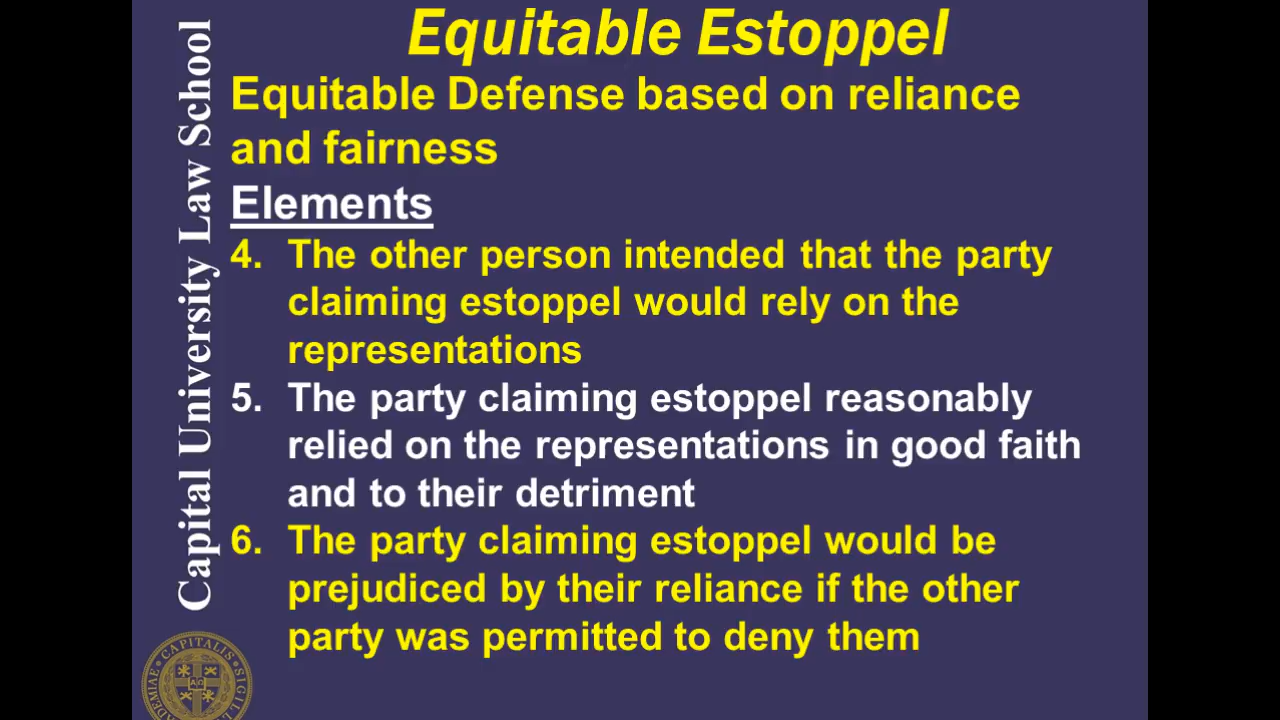 Equitable Estoppel
Capital University Law School
Equitable Defense based on reliance
and fairness
Elements
4. The other person intended that the party
claiming estoppel would rely on the
representations
5. The party claiming estoppel reasonably
relied on the representations in good faith
and to their detriment
6. The party claiming estoppel would be
prejudiced by their reliance if the other
party was permitted to deny them
CAPITALIS